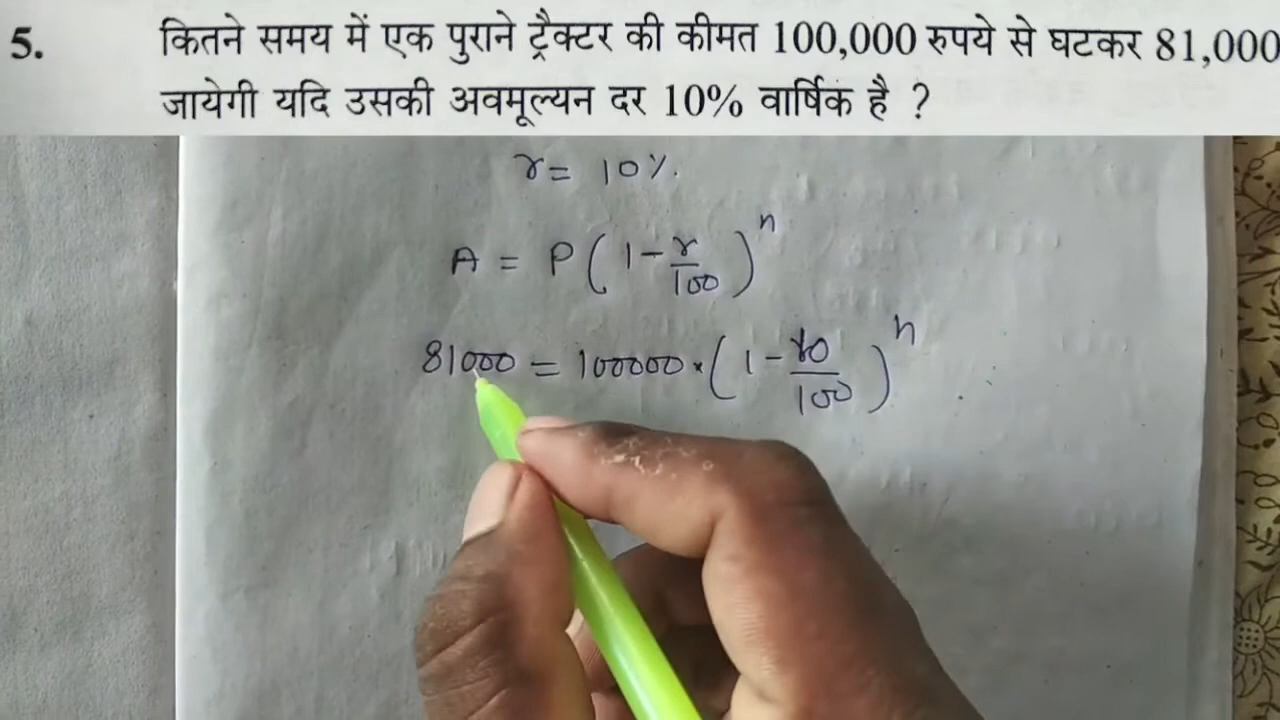 5. कितने समय में एक पुराने ट्रैक्टर की कीमत 100,000 रुपये से घटकर 81,000
जायेगी यदि उसकी अवमूल्यन दर 10% वार्षिक है ?
r = 10%.
A = P(1-r/100)^n
81000 = 100000 × (1-10/100)^n